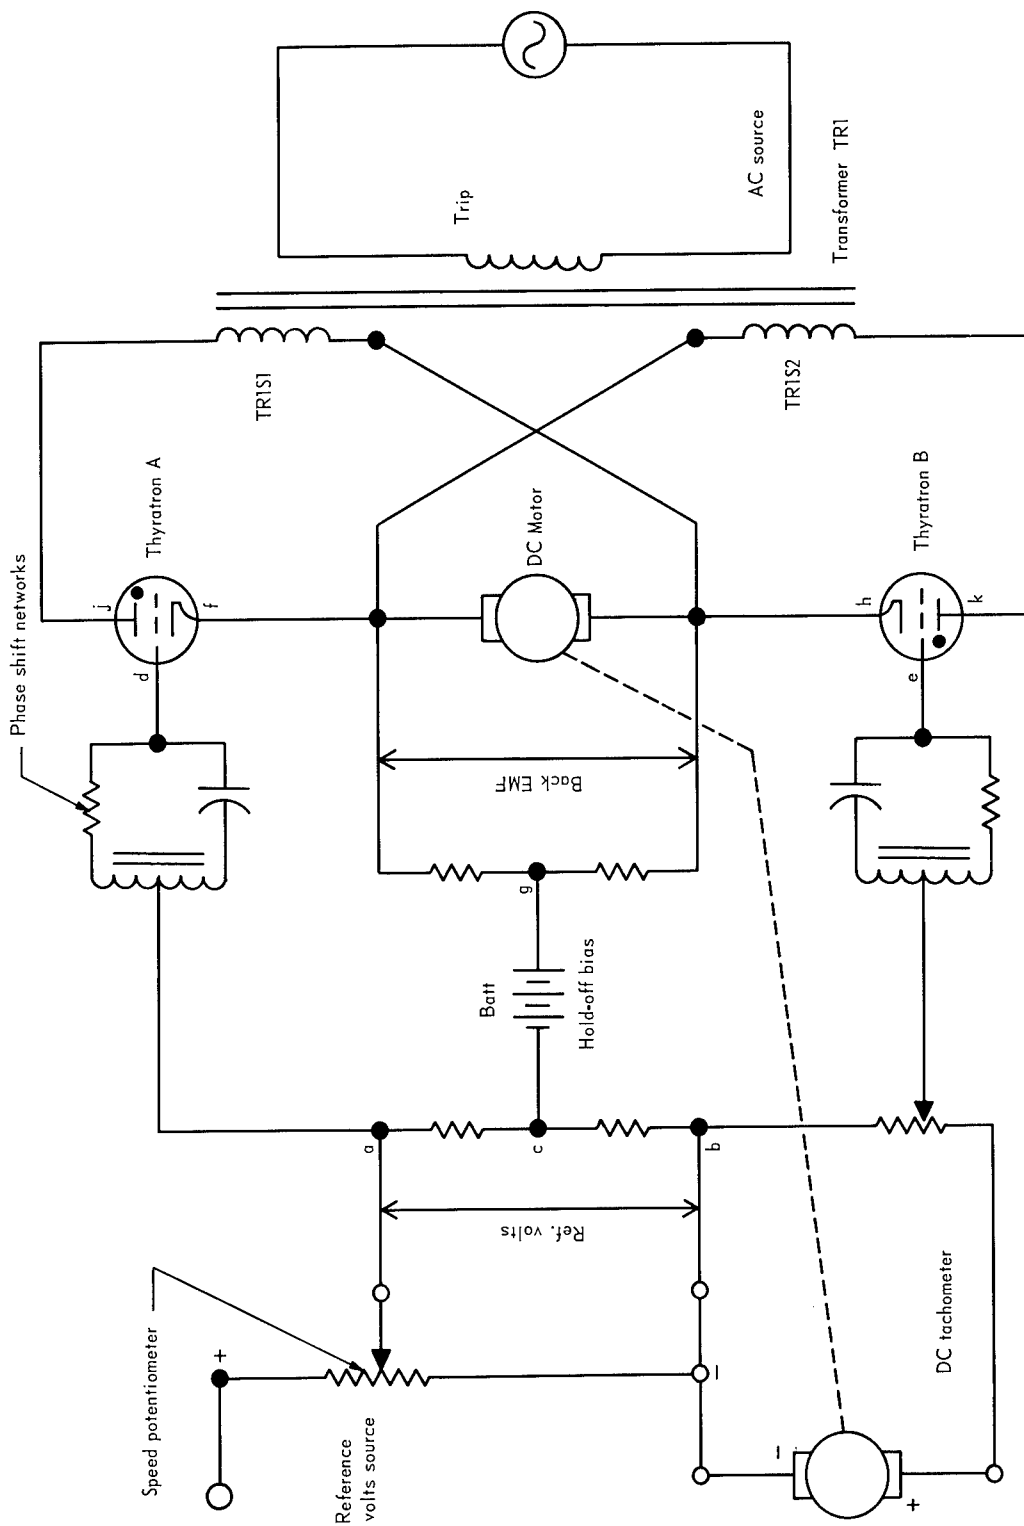 Speed potentiometer
Phase shift networks
+
d
j
f
Thyratron A
TR1S1
Reference
volts source
a
Ref. volts
c
Batt
Hold-off bias
g
Back EMF
DC Motor
Trip
–
b
–
+
DC tachometer
e
h
k
Thyratron B
TR1S2
AC source
Transformer TR1